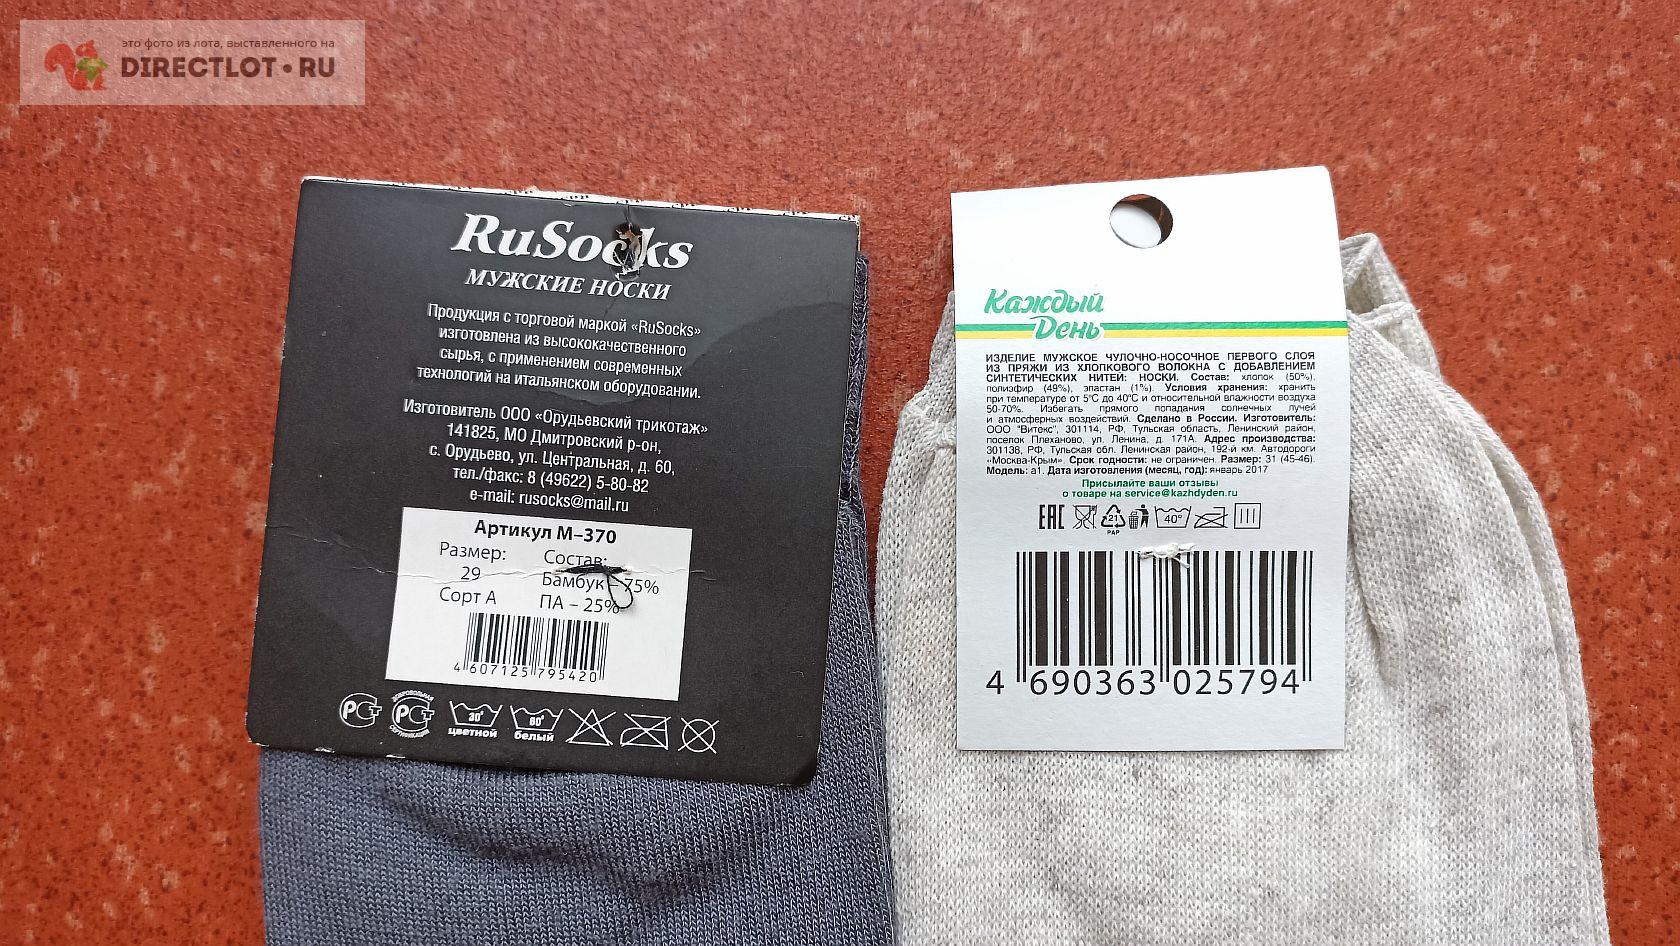 это фото из лота, выставленного на
DIRECTLOT.RU
RuSocks
МУЖСКИЕ НОСКИ
Продукция с торговой маркой «RuSocks»
изготовлена из высококачественного
сырья, с применением современных
технологий на итальянском оборудовании.
Изготовитель ООО «Орудьевский трикотаж»
141825, МО Дмитровский р-он,
с. Орудьево, ул. Центральная, д. 60,
тел./факс: 8 (49622) 5-80-82
e-mail: rusocks@mail.ru
Артикул М-370
Размер: Состав:
29 Бамбук - 75%
Сорт А ПА - 25%
4 607125 795420
РСТ
ДОБРОВОЛЬНАЯ РСТ СЕРТИФИКАЦИЯ
30° 60°
цветной белый
Каждый
День
ИЗДЕЛИЕ МУЖСКОЕ ЧУЛОЧНО-НОСОЧНОЕ ПЕРВОГО СЛОЯ
ИЗ ПРЯЖИ ИЗ ХЛОПКОВОГО ВОЛОКНА С ДОБАВЛЕНИЕМ
СИНТЕТИЧЕСКИХ НИТЕЙ: НОСКИ. Состав: хлопок (50%),
полиэфир (49%), эластан (1%). Условия хранения: хранить
при температуре от 5°С до 40°С и относительной влажности воздуха
50-70%. Избегать прямого попадания солнечных лучей
и атмосферных воздействий. Сделано в России. Изготовитель:
ООО "Витекс", 301114, РФ, Тульская область, Ленинский район,
поселок Плеханово, ул. Ленина, д. 171А. Адрес производства:
301138, РФ, Тульская обл. Ленинская район, 192-й км. Автодороги
«Москва-Крым». Срок годности: не ограничен. Размер: 31 (45-46).
Модель: а1. Дата изготовления (месяц, год): январь 2017
Присылайте ваши отзывы
о товаре на service@kazhdyden.ru
EAC 21 40°
PAP
4 690363 025794